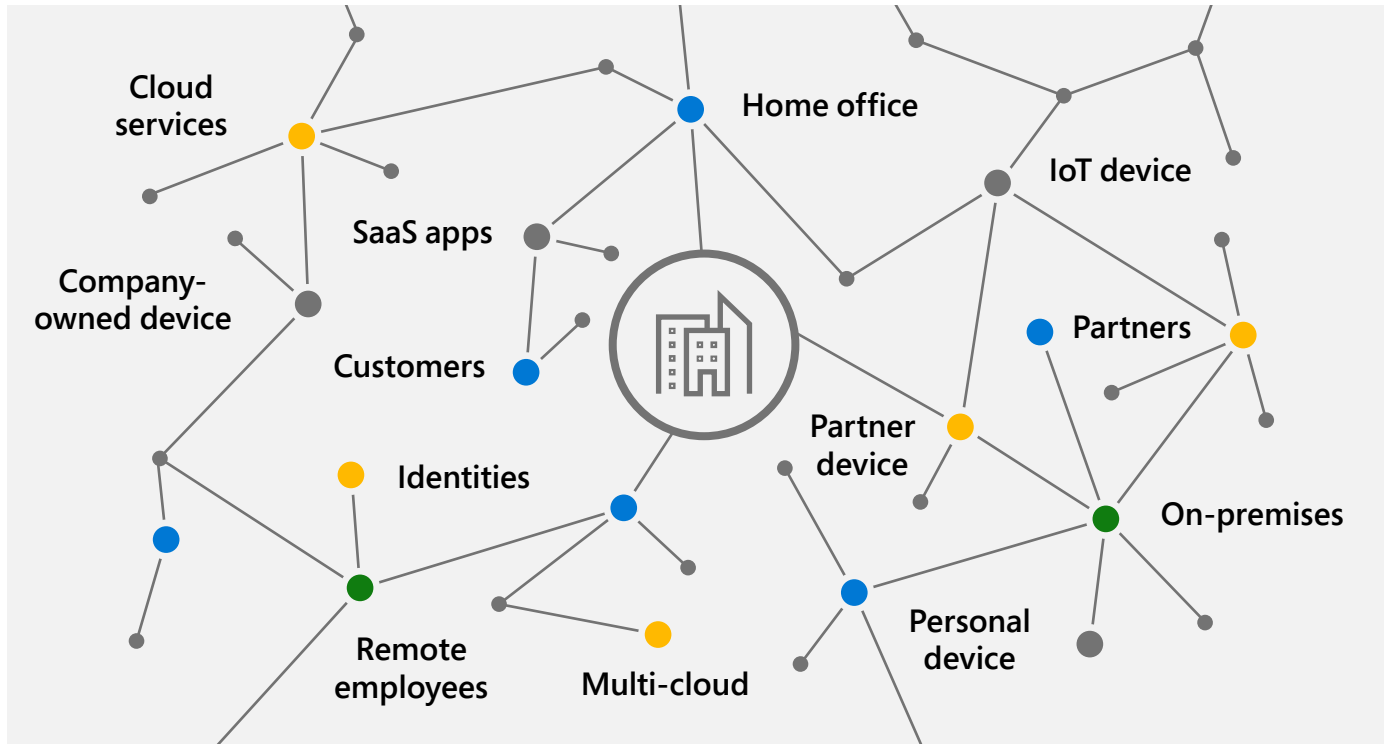 Cloud
services
Home office
IoT device
SaaS apps
Company-
owned device
Partners
Customers
Partner
device
Identities
On-premises
Personal
device
Remote
employees
Multi-cloud